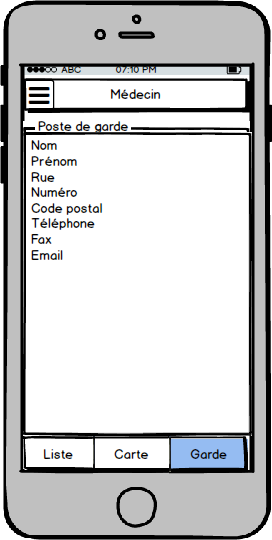 ABC 07:10 PM
Médecin
Poste de garde
Nom
Prénom
Rue
Numéro
Code postal
Téléphone
Fax
Email
Liste Carte Garde